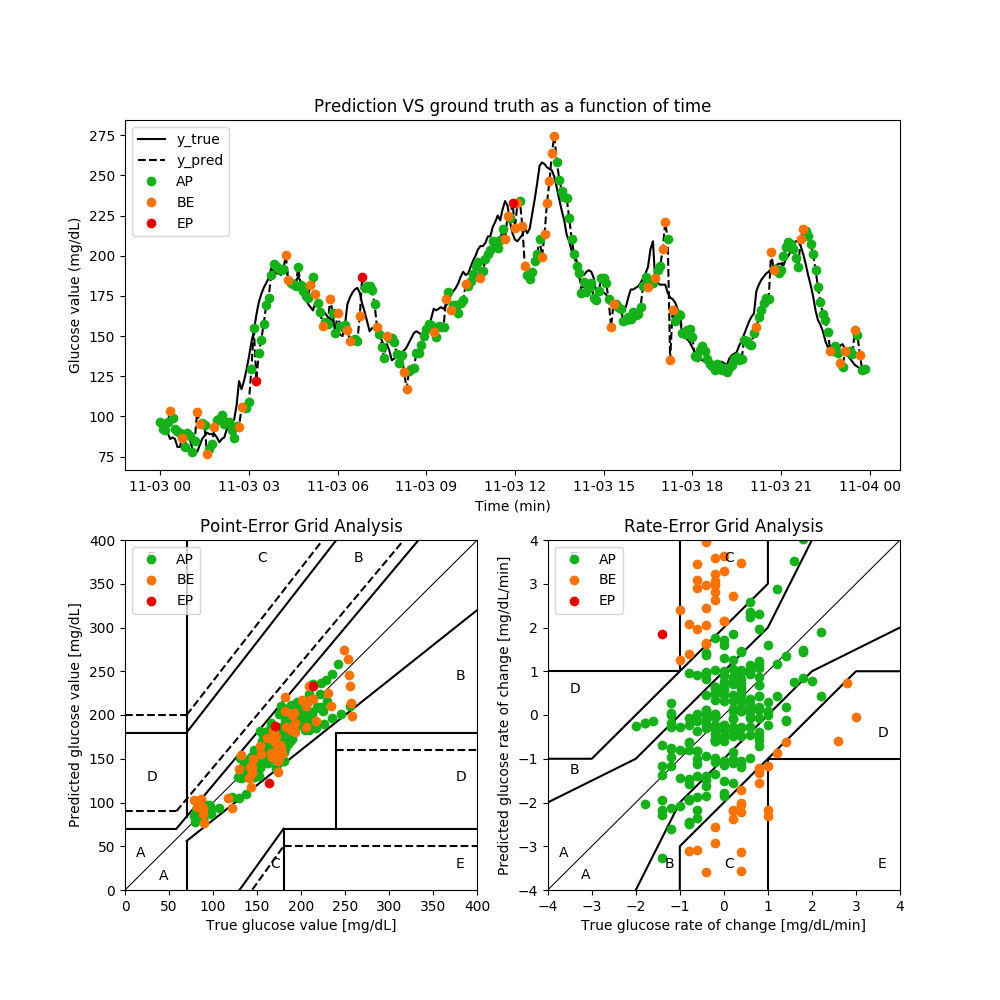 Prediction VS ground truth as a function of time
Glucose value (mg/dL)
275
250
225
200
175
150
125
100
75
y_true
y_pred
AP
BE
EP
11-03 00 11-03 03 11-03 06 11-03 09 11-03 12 11-03 15 11-03 18 11-03 21 11-04 00
Time (min)
Point-Error Grid Analysis
Predicted glucose value [mg/dL]
400
350
300
250
200
150
100
50
0
AP
BE
EP
C
B
B
D
D
A
A
C
E
0 50 100 150 200 250 300 350 400
True glucose value [mg/dL]
Rate-Error Grid Analysis
Predicted glucose rate of change [mg/dL/min]
4
3
2
1
0
−1
−2
−3
−4
AP
BE
EP
C
D
D
B
A
A
B
C
E
−4 −3 −2 −1 0 1 2 3 4
True glucose rate of change [mg/dL/min]